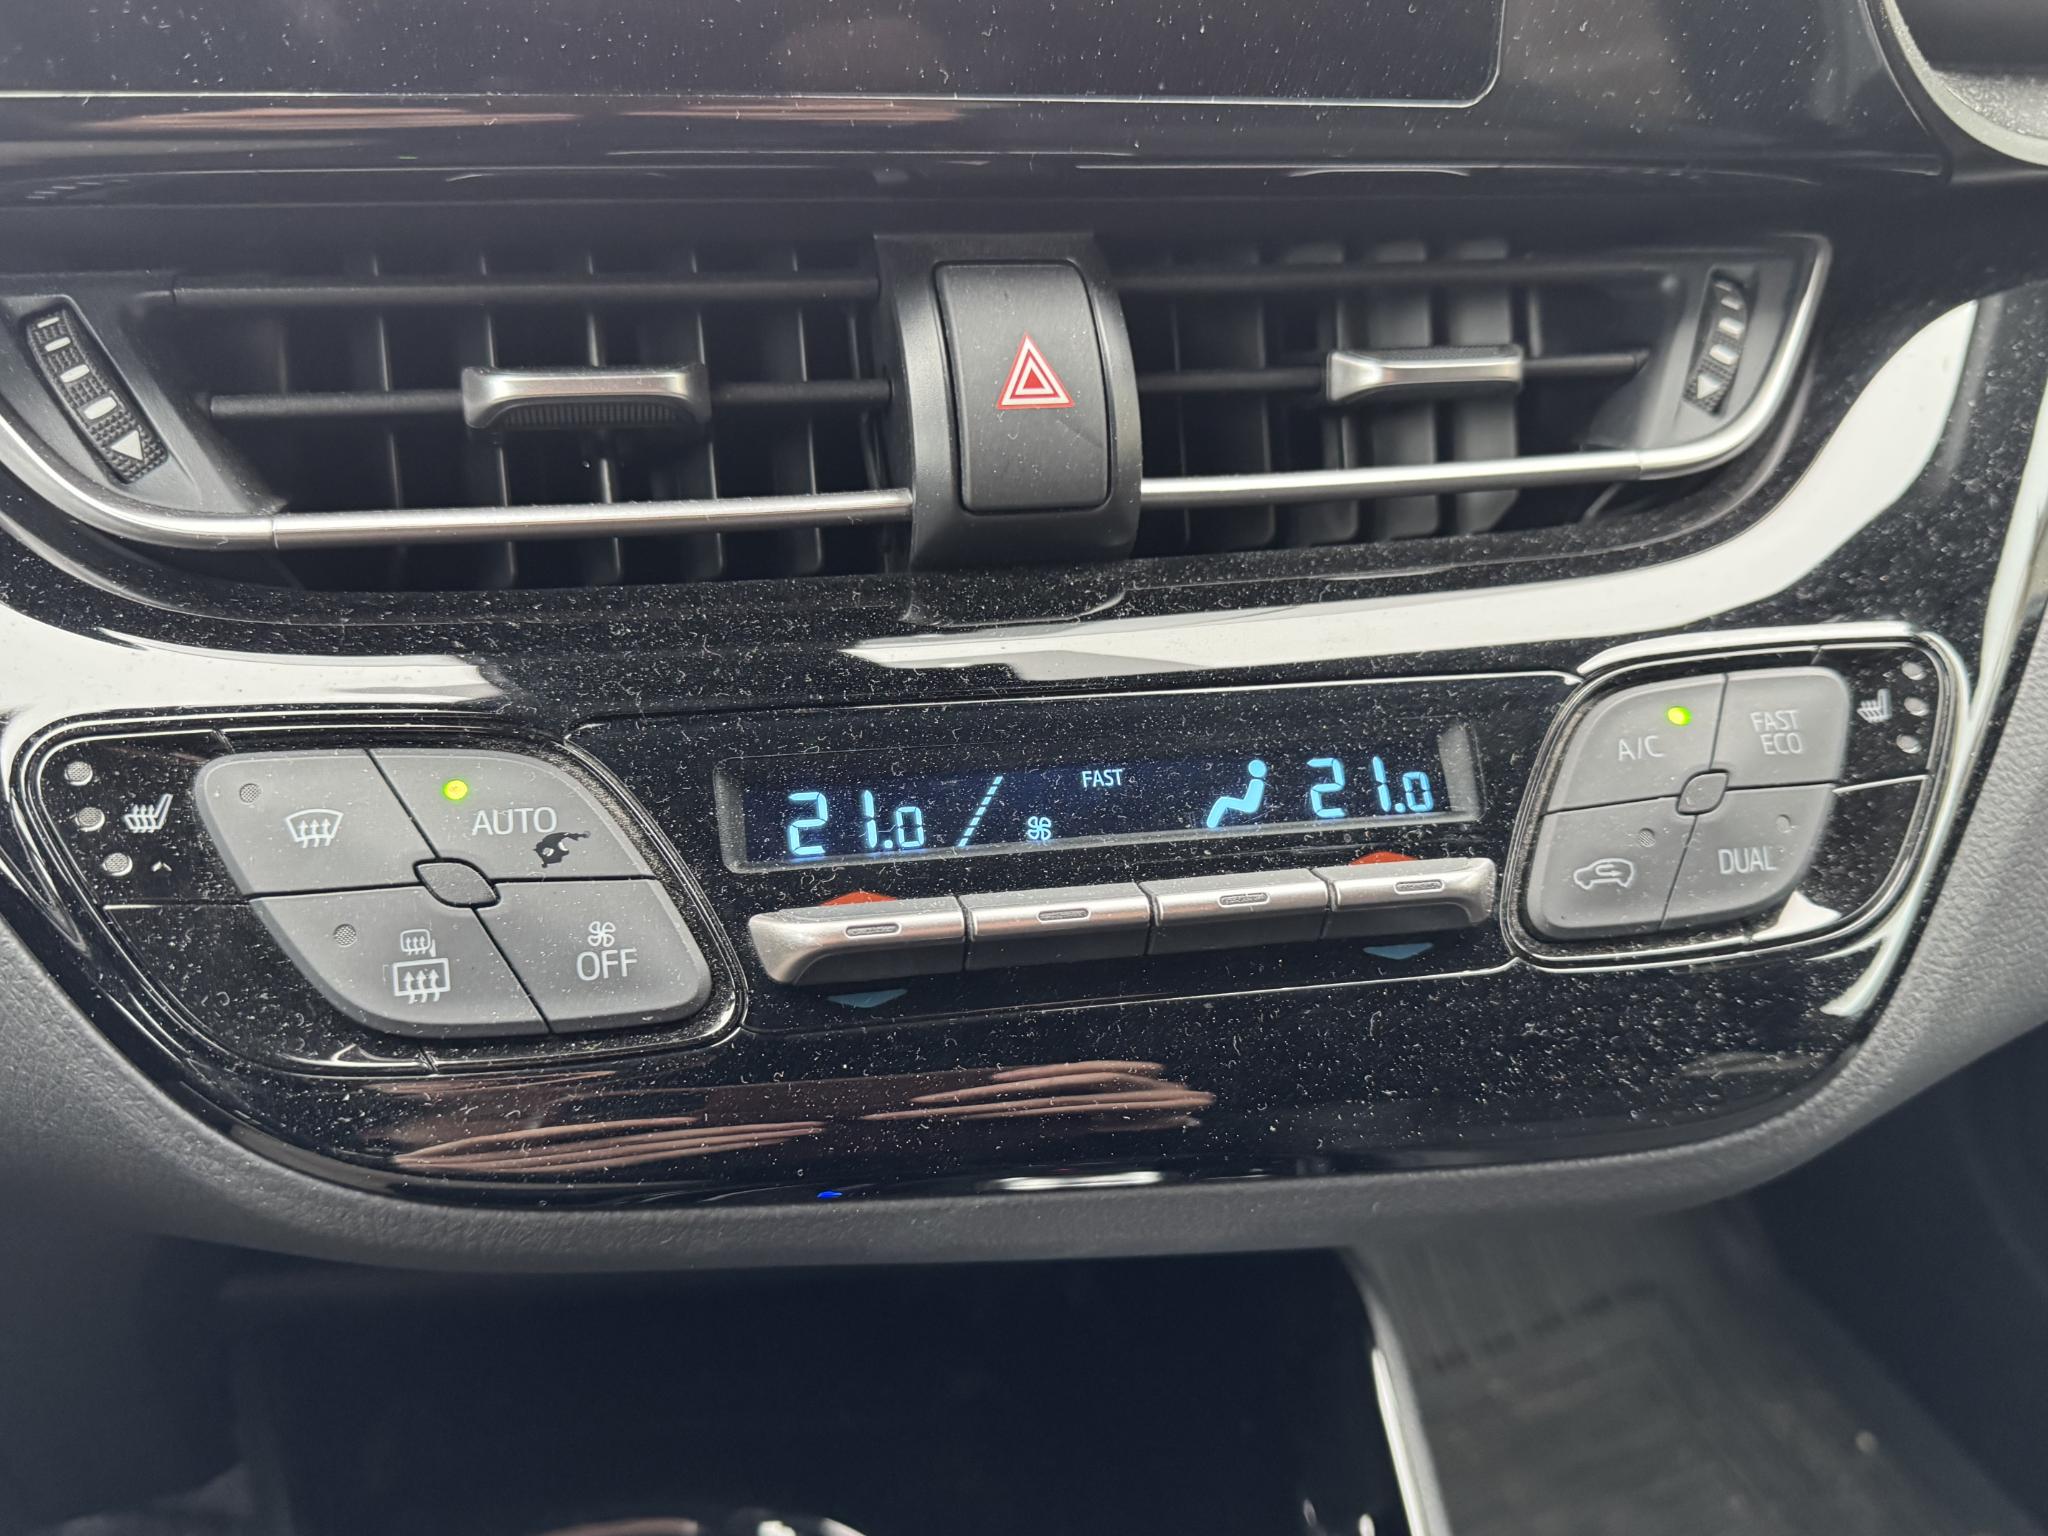 AUTO
OFF
21.0
FAST
21.0
A/C
FAST
ECO
DUAL